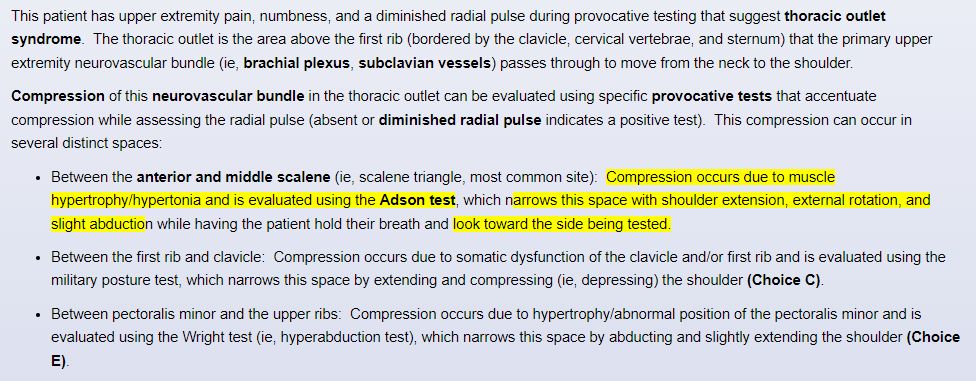 This patient has upper extremity pain, numbness, and a diminished radial pulse during provocative testing that suggest thoracic outlet
syndrome.  The thoracic outlet is the area above the first rib (bordered by the clavicle, cervical vertebrae, and sternum) that the primary upper
extremity neurovascular bundle (ie, brachial plexus, subclavian vessels) passes through to move from the neck to the shoulder.
Compression of this neurovascular bundle in the thoracic outlet can be evaluated using specific provocative tests that accentuate
compression while assessing the radial pulse (absent or diminished radial pulse indicates a positive test).  This compression can occur in
several distinct spaces:
• Between the anterior and middle scalene (ie, scalene triangle, most common site):  Compression occurs due to muscle
hypertrophy/hypertonia and is evaluated using the Adson test, which narrows this space with shoulder extension, external rotation, and
slight abduction while having the patient hold their breath and look toward the side being tested.
• Between the first rib and clavicle:  Compression occurs due to somatic dysfunction of the clavicle and/or first rib and is evaluated using the
military posture test, which narrows this space by extending and compressing (ie, depressing) the shoulder (Choice C).
• Between pectoralis minor and the upper ribs:  Compression occurs due to hypertrophy/abnormal position of the pectoralis minor and is
evaluated using the Wright test (ie, hyperabduction test), which narrows this space by abducting and slightly extending the shoulder (Choice
E).